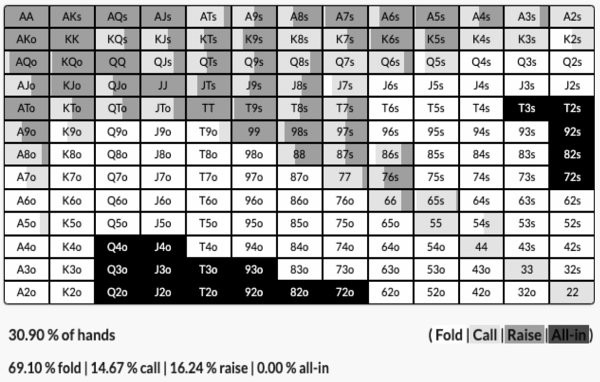 AA AKs AQs AJs ATs A9s A8s A7s A6s A5s A4s A3s A2s
AKo KK KQs KJs KTs K9s K8s K7s K6s K5s K4s K3s K2s
AQo KQo QQ QJs QTs Q9s Q8s Q7s Q6s Q5s Q4s Q3s Q2s
AJo KJo QJo JJ JTs J9s J8s J7s J6s J5s J4s J3s J2s
ATo KTo QTo JTo TT T9s T8s T7s T6s T5s T4s T3s T2s
A9o K9o Q9o J9o T9o 99 98s 97s 96s 95s 94s 93s 92s
A8o K8o Q8o J8o T8o 98o 88 87s 86s 85s 84s 83s 82s
A7o K7o Q7o J7o T7o 97o 87o 77 76s 75s 74s 73s 72s
A6o K6o Q6o J6o T6o 96o 86o 76o 66 65s 64s 63s 62s
A5o K5o Q5o J5o T5o 95o 85o 75o 65o 55 54s 53s 52s
A4o K4o Q4o J4o T4o 94o 84o 74o 64o 54o 44 43s 42s
A3o K3o Q3o J3o T3o 93o 83o 73o 63o 53o 43o 33 32s
A2o K2o Q2o J2o T2o 92o 82o 72o 62o 52o 42o 32o 22
30.90 % of hands (Fold | Call | Raise | All-in)
69.10 % fold | 14.67 % call | 16.24 % raise | 0.00 % all-in